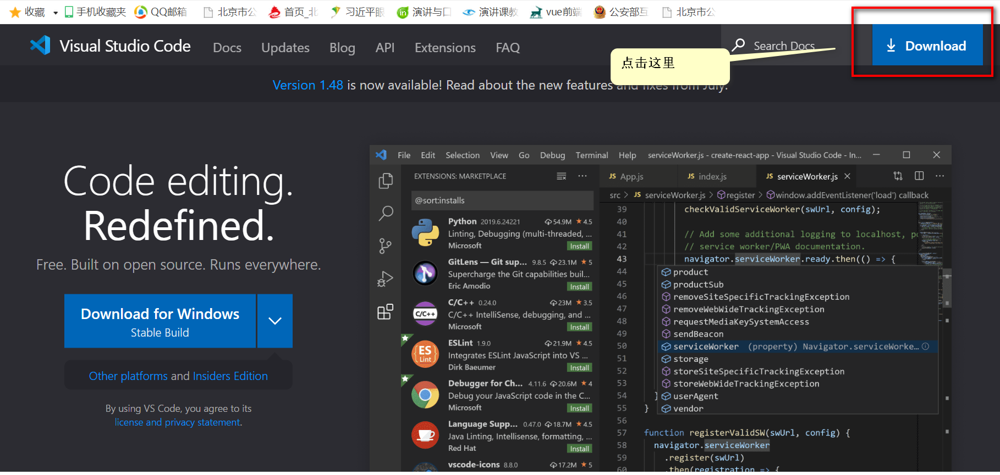 收藏 手机收藏夹 QQ邮箱 北京市公 首页_北 习近平眼 演讲与口 演讲课教 vue前端 公安部互 北京市公
Visual Studio Code Docs Updates Blog API Extensions FAQ Search Docs Download
点击这里
Version 1.48 is now available! Read about the new features and fixes from July.
Code editing.
Redefined.
Free. Built on open source. Runs everywhere.
Download for Windows
Stable Build
Other platforms and Insiders Edition
By using VS Code, you agree to its
license and privacy statement.
File Edit Selection View Go Debug Terminal Help serviceWorker.js - create-react-app - Visual Studio Code - In...
EXTENSIONS: MARKETPLACE
@sort:installs
Python 2019.6.24221 54.9M 4.5
Linting, Debugging (multi-threaded, ...
Microsoft Install
GitLens — Git sup... 9.8.5 23.1M 5
Supercharge the Git capabilities buil...
Eric Amodio Install
C/C++
C/C++ 0.24.0 23M 3.5
C/C++ IntelliSense, debugging, and ...
Microsoft Install
ES
Lint
ESLint 1.9.0 21.9M 4.5
Integrates ESLint JavaScript into VS ...
Dirk Baeumer Install
Debugger for Ch... 4.11.6 20.6M 4
Debug your JavaScript code in the C...
Microsoft Install
Language Supp... 0.47.0 18.7M 4.5
Java Linting, Intellisense, formatting, ...
Red Hat Install
vscode-icons 8.8.0 17.2M 5
JS App.js JS index.js JS serviceWorker.js
src > JS serviceWorker.js > register > window.addEventListener('load') callback
39 checkValidServiceWorker(swUrl, config);
40
41 // Add some additional logging to localhost, po
42 // service worker/PWA documentation.
43 navigator.serviceWorker.ready.then(() => {
44 product
45 productSub
46 removeSiteSpecificTrackingException
47 removeWebWideTrackingException
48 requestMediaKeySystemAccess
49 sendBeacon
50 serviceWorker (property) Navigator.serviceWorke...
51 storage
52 storeSiteSpecificTrackingException
53 storeWebWideTrackingException
54 } userAgent
55 } vendor
56
57 function registerValidSW(swUrl, config) {
58 navigator.serviceWorker
59 .register(swUrl)
60 .then(registration => {